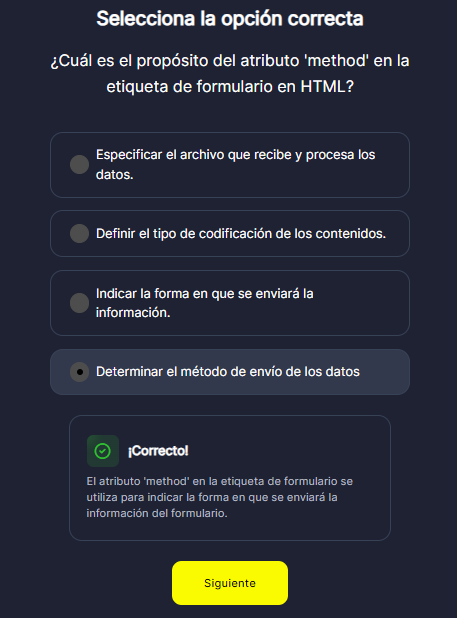 Selecciona la opción correcta
¿Cuál es el propósito del atributo 'method' en la
etiqueta de formulario en HTML?
Especificar el archivo que recibe y procesa los
datos.
Definir el tipo de codificación de los contenidos.
Indicar la forma en que se enviará la
información.
Determinar el método de envío de los datos
¡Correcto!
El atributo 'method' en la etiqueta de formulario se
utiliza para indicar la forma en que se enviará la
información del formulario.
Siguiente